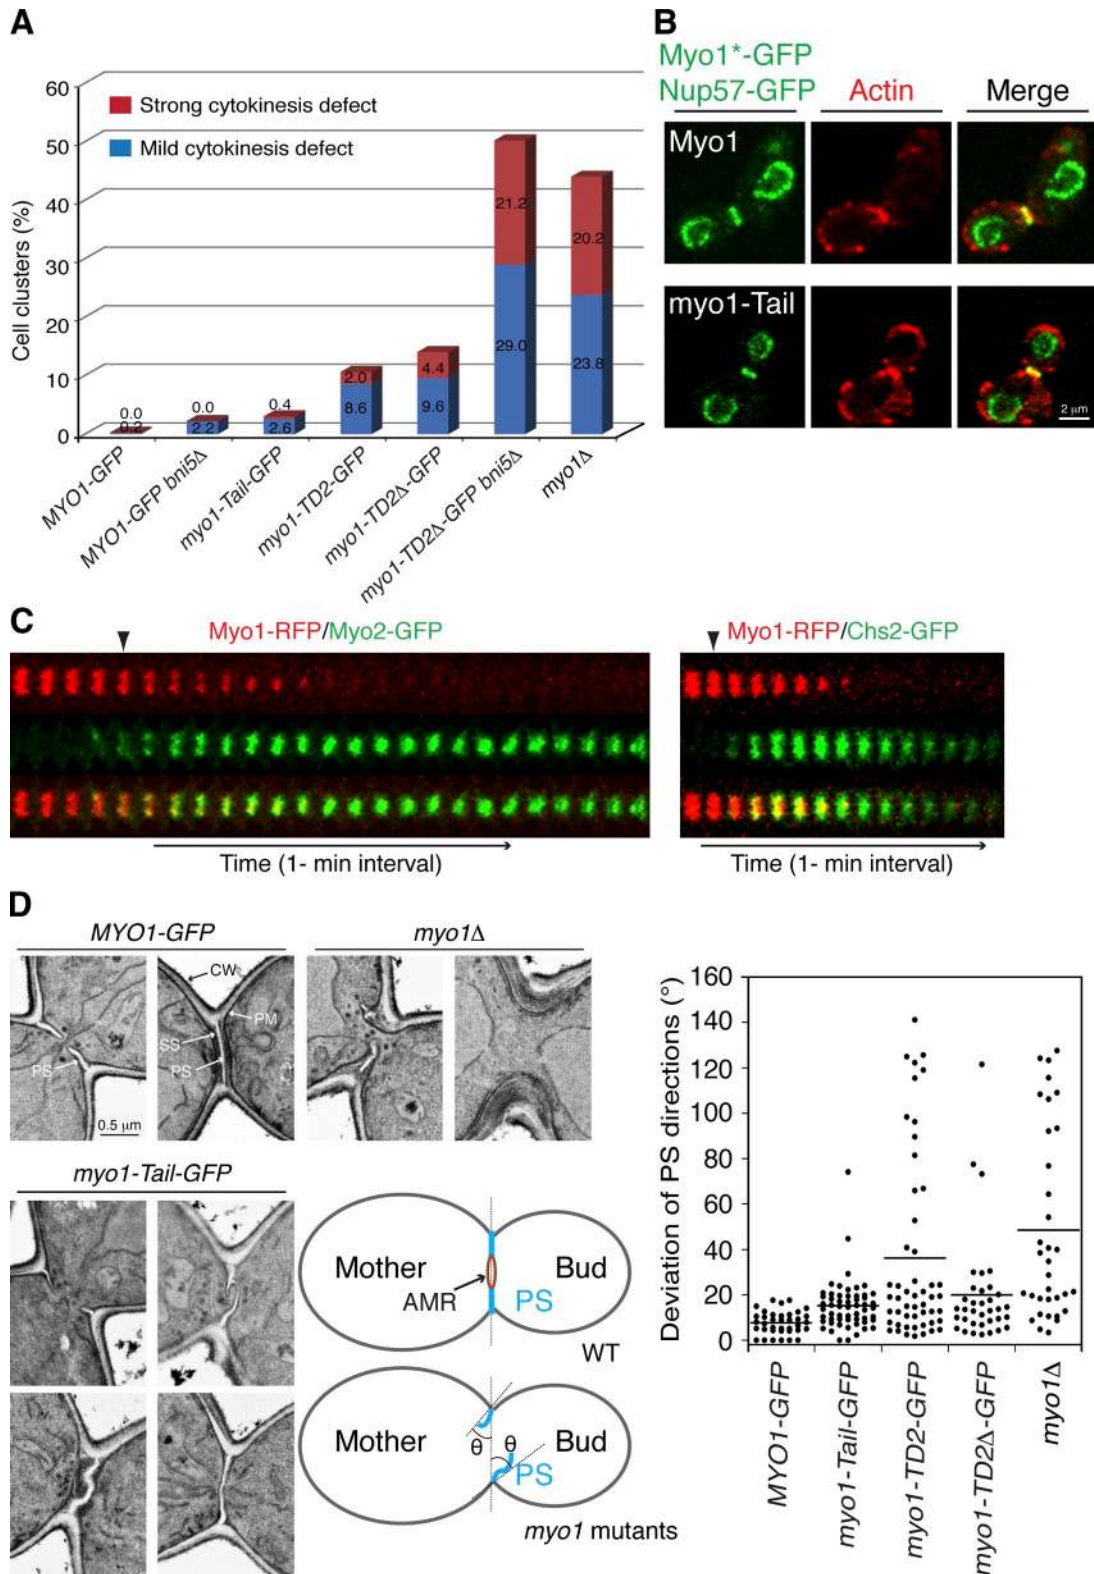 A
60
50
40
30
20
10
0
Cell clusters (%)
Strong cytokinesis defect
Mild cytokinesis defect
0.0
0.2
0.0
2.2
0.4
2.6
2.0
8.6
4.4
9.6
21.2
29.0
20.2
23.8
MYO1-GFP
MYO1-GFP bni5Δ
myo1-Tail-GFP
myo1-TD2-GFP
myo1-TD2Δ-GFP
myo1-TD2Δ-GFP bni5Δ
myo1Δ
B
Myo1*-GFP
Nup57-GFP
Actin
Merge
Myo1
myo1-Tail
2 μm
C
Myo1-RFP/Myo2-GFP
Time (1- min interval)
Myo1-RFP/Chs2-GFP
Time (1- min interval)
D
MYO1-GFP
myo1Δ
PS
0.5 μm
CW
PM
SS
PS
myo1-Tail-GFP
Mother
Bud
AMR
PS
WT
Mother
Bud
θ
θ
PS
myo1 mutants
Deviation of PS directions (°)
160
140
120
100
80
60
40
20
0
MYO1-GFP
myo1-Tail-GFP
myo1-TD2-GFP
myo1-TD2Δ-GFP
myo1Δ